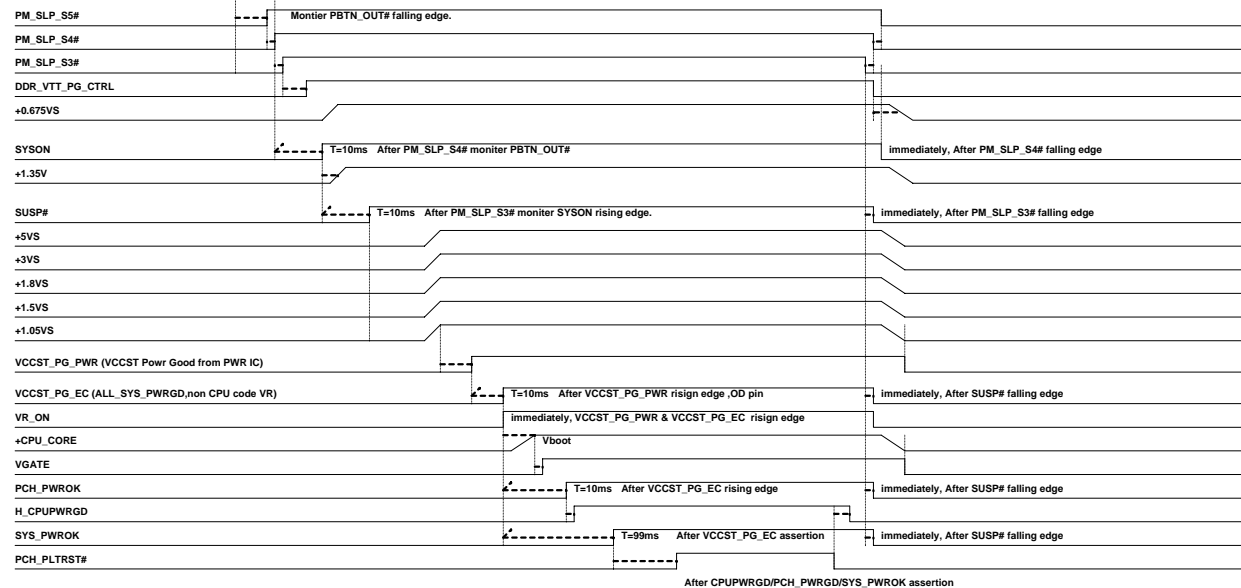 PM_SLP_S5# Montier PBTN_OUT# falling edge.
PM_SLP_S4#
PM_SLP_S3#
DDR_VTT_PG_CTRL
+0.675VS
SYSON T=10ms After PM_SLP_S4# moniter PBTN_OUT# immediately, After PM_SLP_S4# falling edge
+1.35V
SUSP# T=10ms After PM_SLP_S3# moniter SYSON rising edge. immediately, After PM_SLP_S3# falling edge
+5VS
+3VS
+1.8VS
+1.5VS
+1.05VS
VCCST_PG_PWR (VCCST Powr Good from PWR IC)
VCCST_PG_EC (ALL_SYS_PWRGD,non CPU code VR) T=10ms After VCCST_PG_PWR risign edge ,OD pin immediately, After SUSP# falling edge
VR_ON immediately, VCCST_PG_PWR & VCCST_PG_EC risign edge
+CPU_CORE Vboot
VGATE
PCH_PWROK T=10ms After VCCST_PG_EC rising edge immediately, After SUSP# falling edge
H_CPUPWRGD
SYS_PWROK T=99ms After VCCST_PG_EC assertion immediately, After SUSP# falling edge
PCH_PLTRST#
After CPUPWRGD/PCH_PWRGD/SYS_PWROK assertion